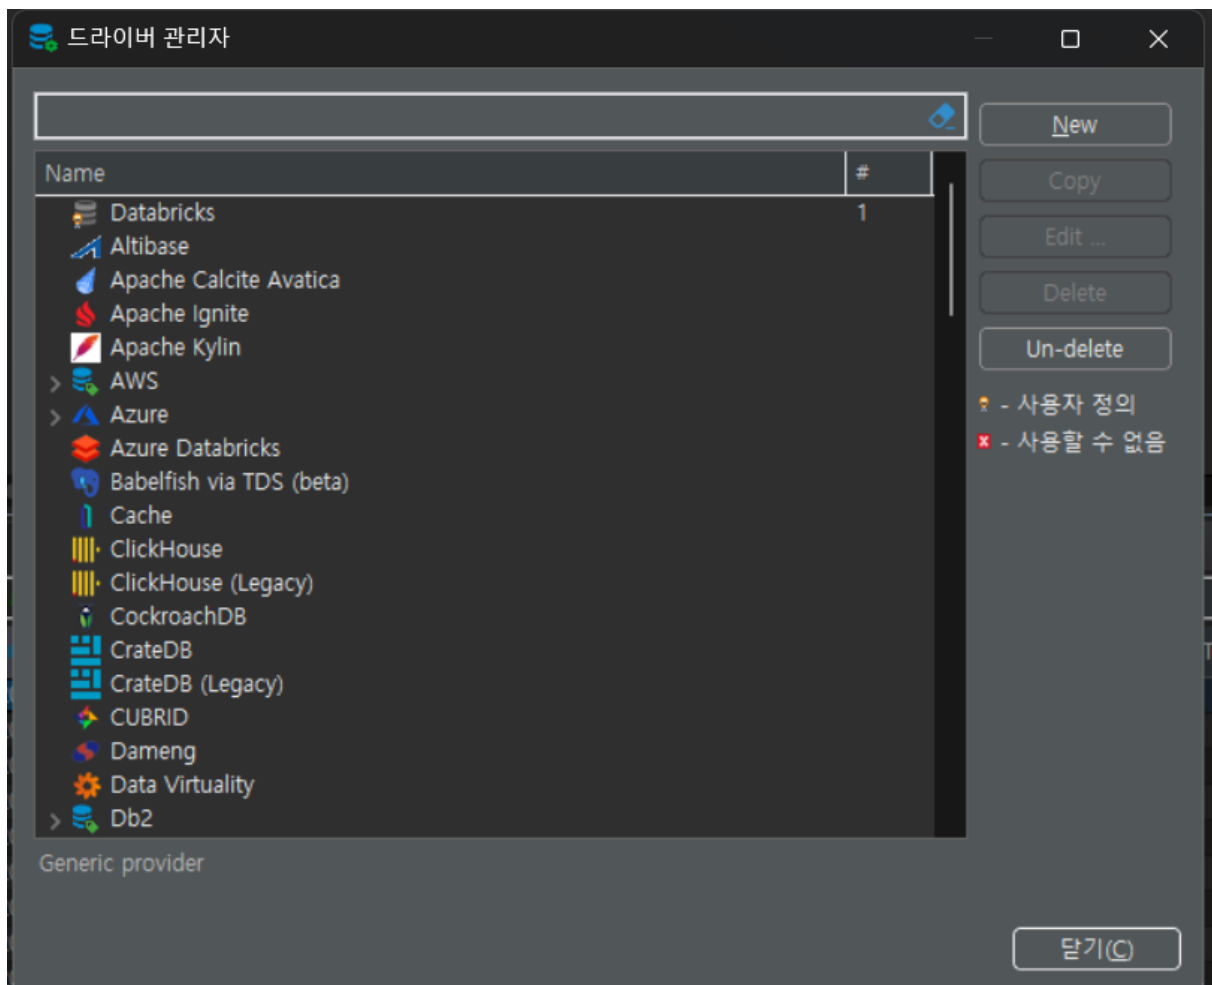 드라이버 관리자
New
Name #
Copy
Databricks 1
Altibase
Edit ...
Apache Calcite Avatica
Delete
Apache Ignite
Apache Kylin
Un-delete
AWS
Azure
- 사용자 정의
Azure Databricks
- 사용할 수 없음
Babelfish via TDS (beta)
Cache
ClickHouse
ClickHouse (Legacy)
CockroachDB
CrateDB
CrateDB (Legacy)
CUBRID
Dameng
Data Virtuality
Db2
Generic provider
닫기(C)